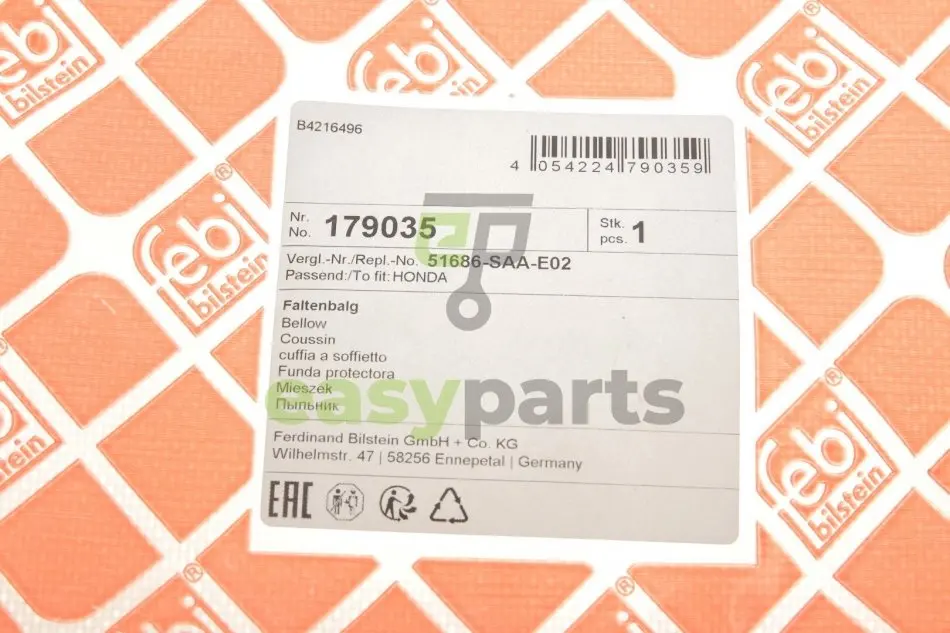 febi
bilstein
B4216496
4 054224 790359
Nr.
No. 179035
Stk.
pcs. 1
Vergl.-Nr./Repl.-No. 51686-SAA-E02
Passend:/To fit: HONDA
Faltenbalg
Bellow
Coussin
cuffia a soffietto
Funda protectora
Mieszek
Пыльник
easyparts
Ferdinand Bilstein GmbH + Co. KG
Wilhelmstr. 47 | 58256 Ennepetal | Germany
EAC
febi
bilstein
febi
bilstein
febi
bilstein